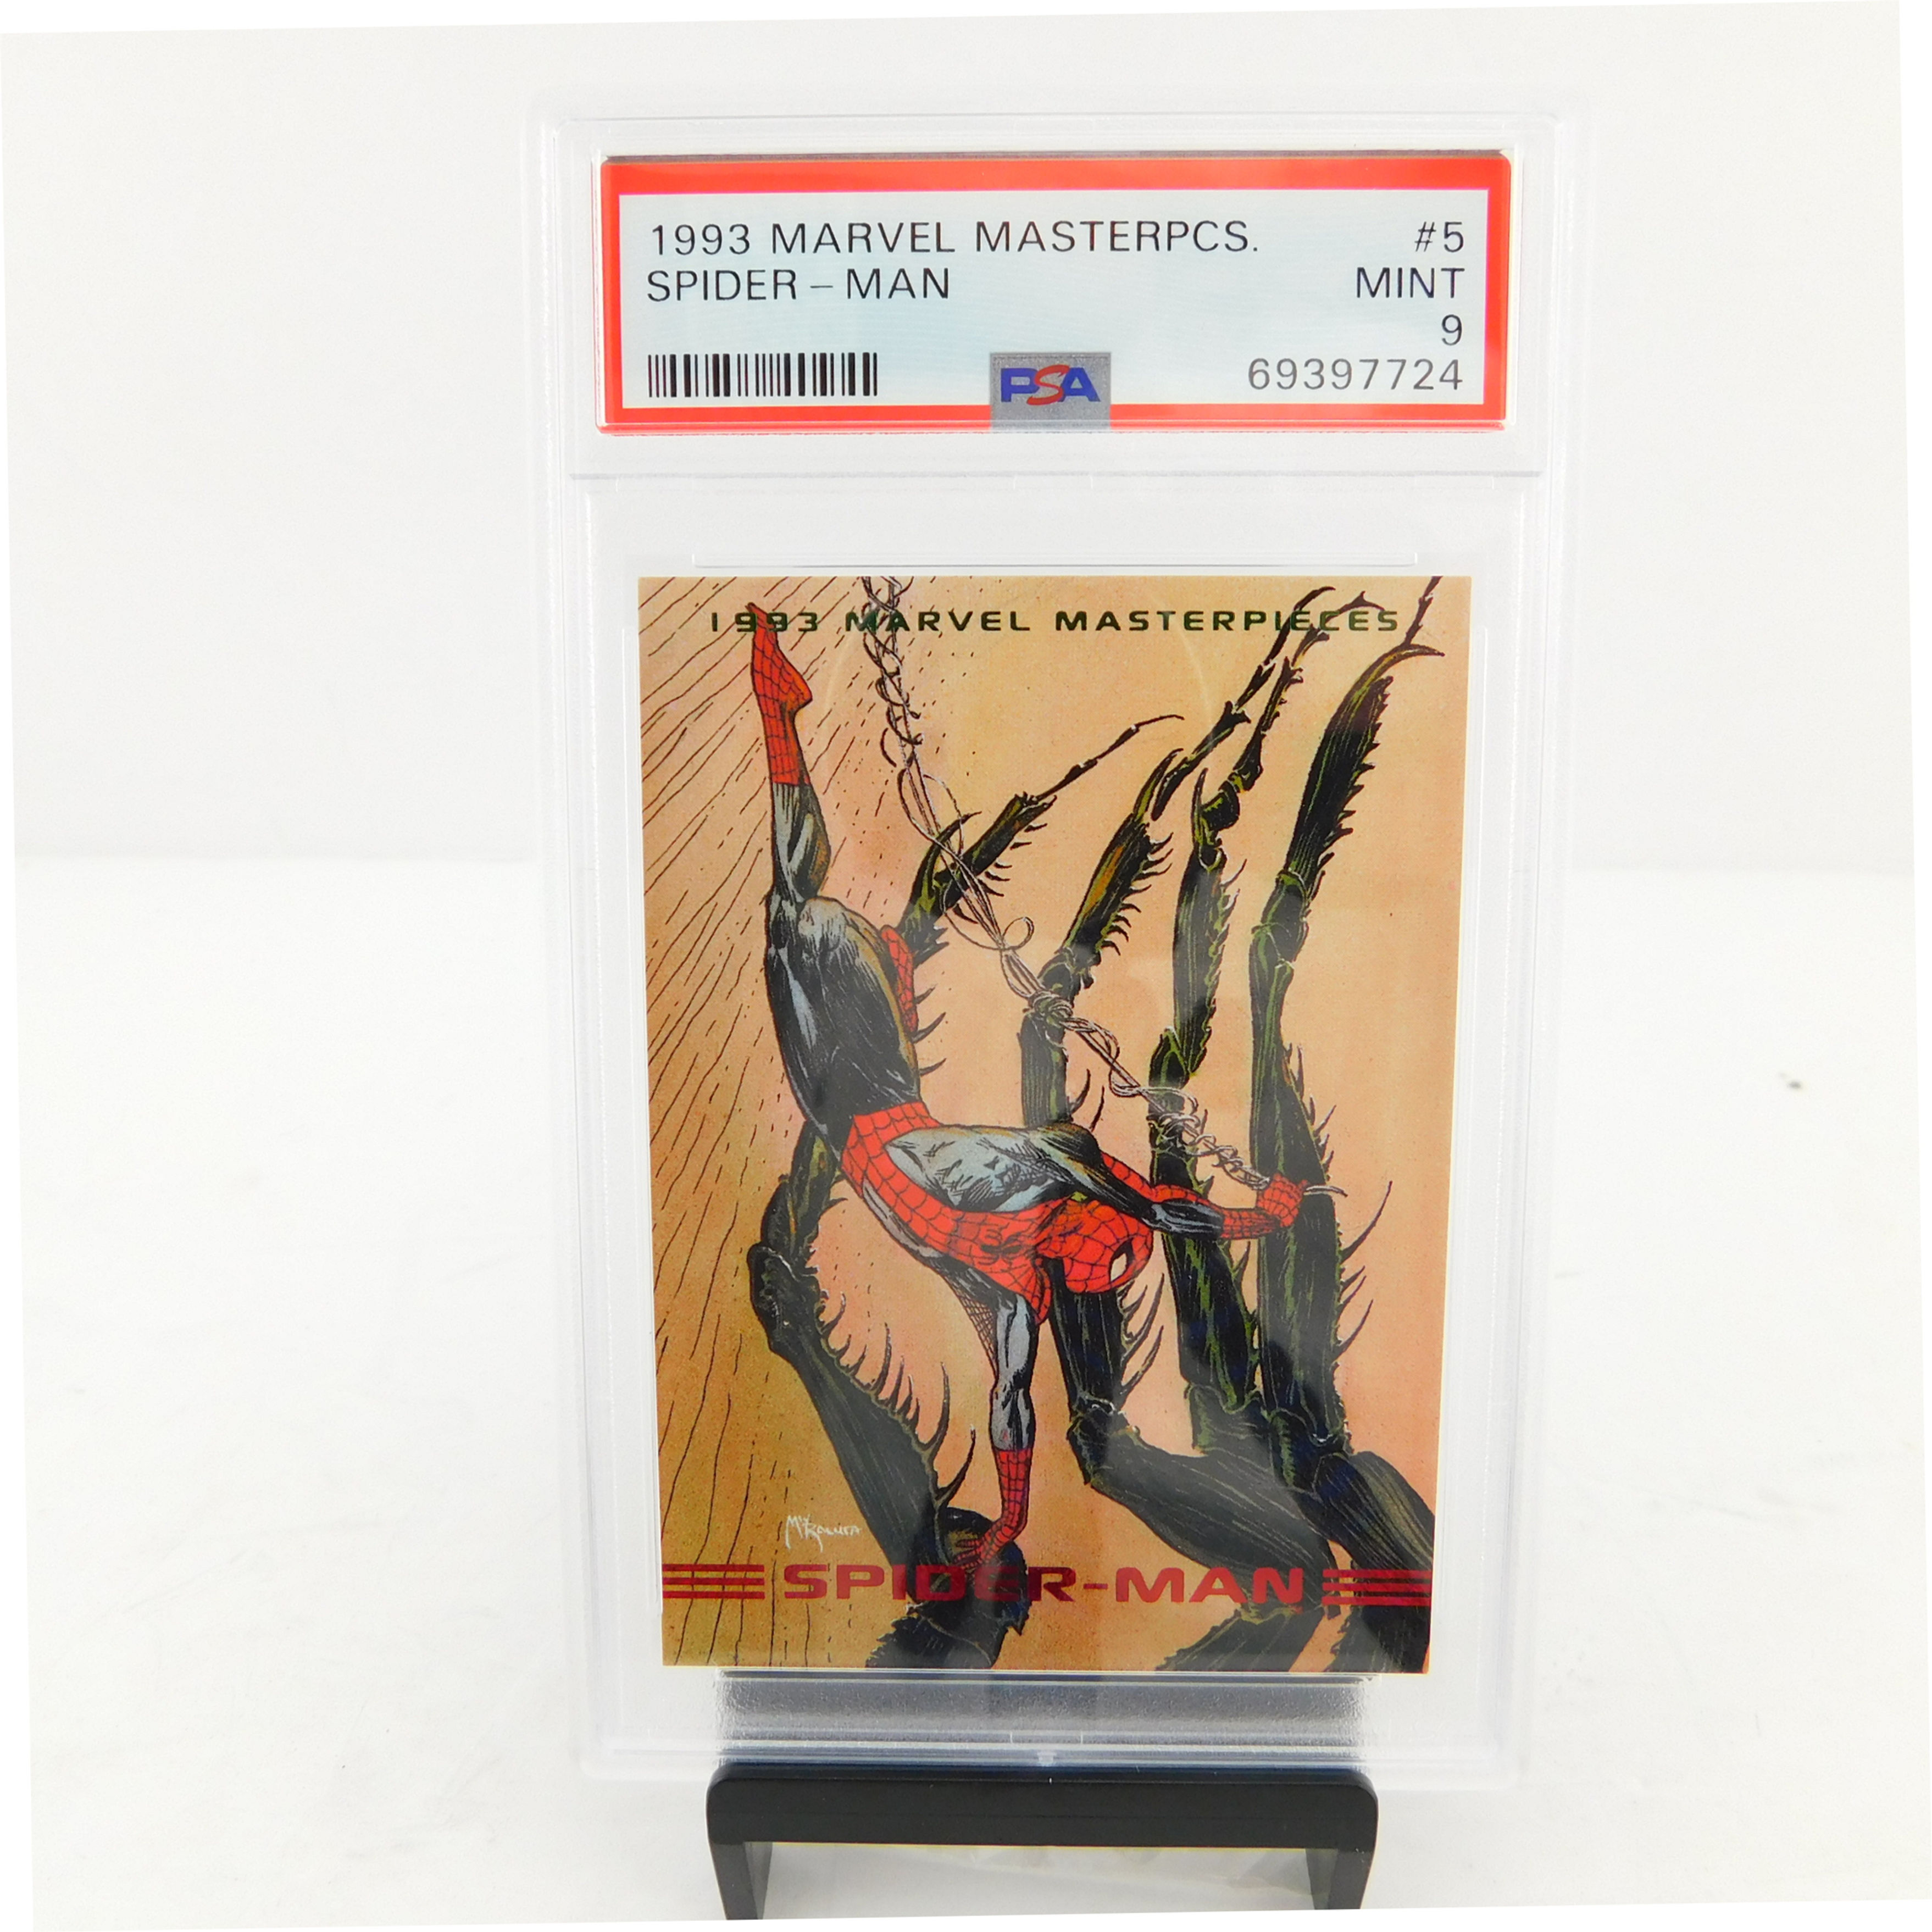 1993 MARVEL MASTERPCS. #5
SPIDER-MAN MINT
9
PSA 69397724
1993 MARVEL MASTERPIECES
SPIDER-MAN